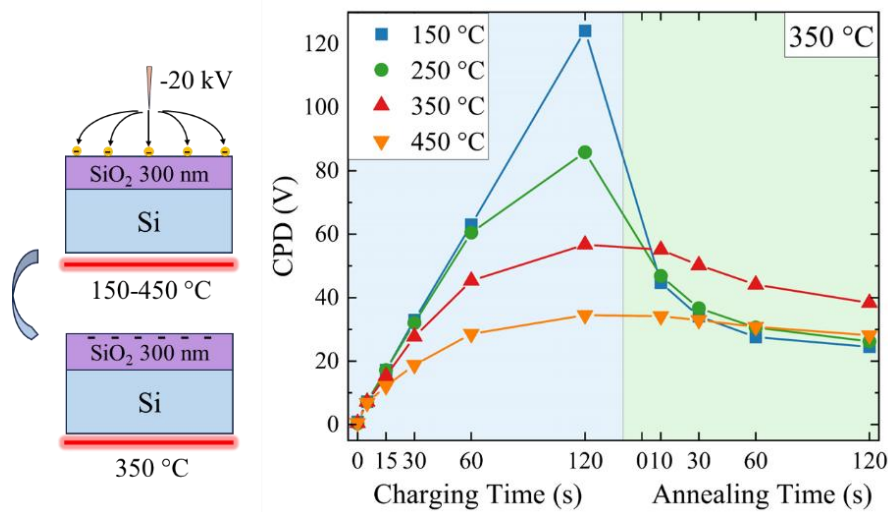 -20 kV
SiO₂ 300 nm
Si
150-450 °C
SiO₂ 300 nm
Si
350 °C
CPD (V)
120
100
80
60
40
20
0
150 °C
250 °C
350 °C
450 °C
350 °C
0 15 30 60 120 0 10 30 60 120
Charging Time (s) Annealing Time (s)